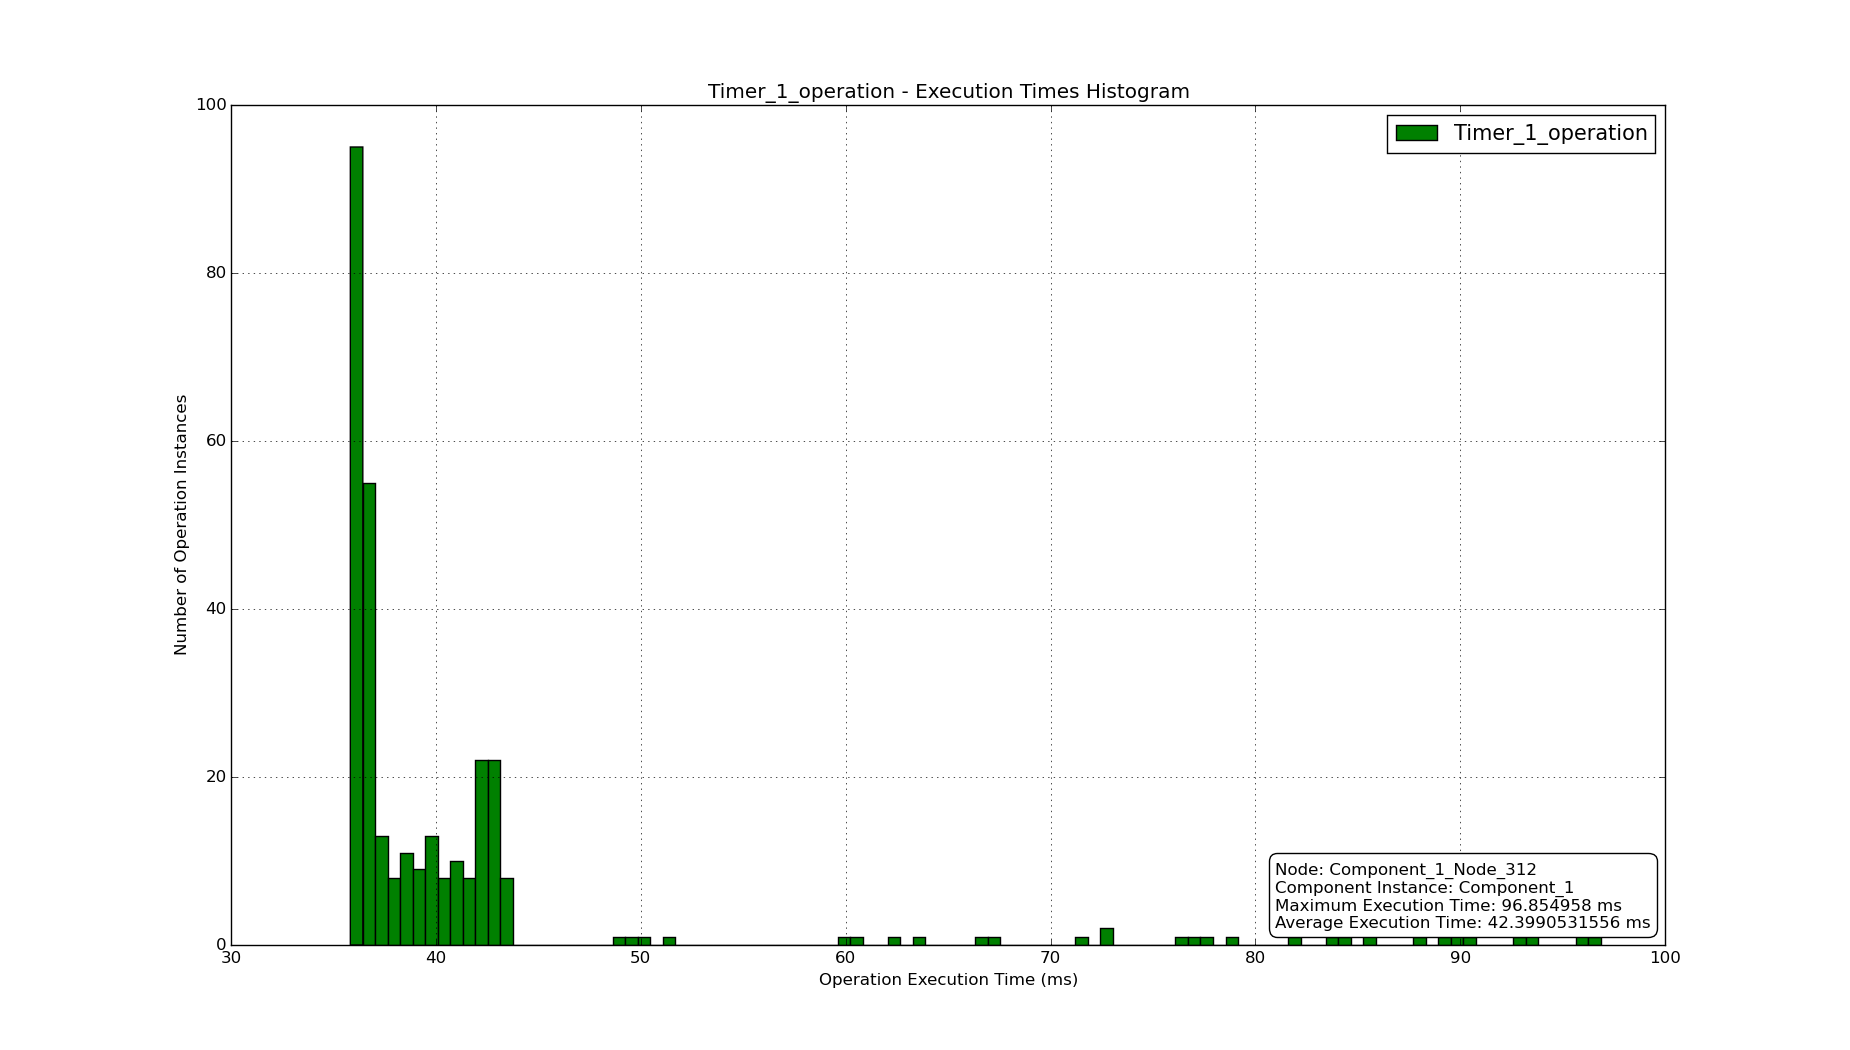 Timer_1_operation - Execution Times Histogram
100
80
60
40
20
0
Number of Operation Instances
Timer_1_operation
Node: Component_1_Node_312
Component Instance: Component_1
Maximum Execution Time: 96.854958 ms
Average Execution Time: 42.3990531556 ms
30 40 50 60 70 80 90 100
Operation Execution Time (ms)